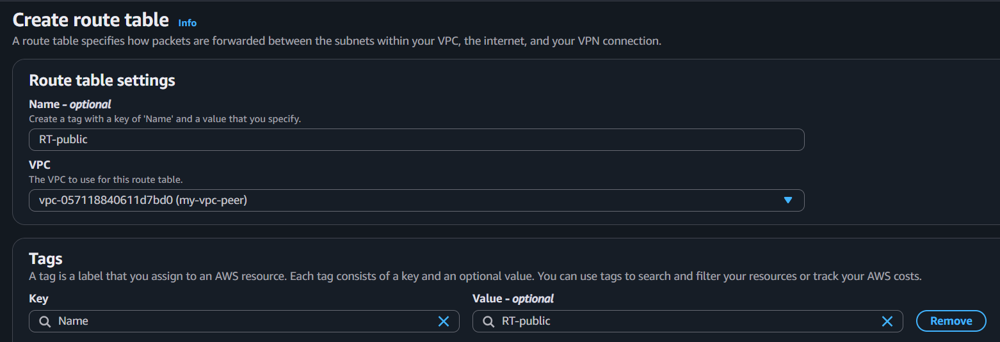 Create route table Info
A route table specifies how packets are forwarded between the subnets within your VPC, the internet, and your VPN connection.
Route table settings
Name - optional
Create a tag with a key of 'Name' and a value that you specify.
RT-public
VPC
The VPC to use for this route table.
vpc-057118840611d7bd0 (my-vpc-peer)
Tags
A tag is a label that you assign to an AWS resource. Each tag consists of a key and an optional value. You can use tags to search and filter your resources or track your AWS costs.
Key Value - optional
Name RT-public Remove